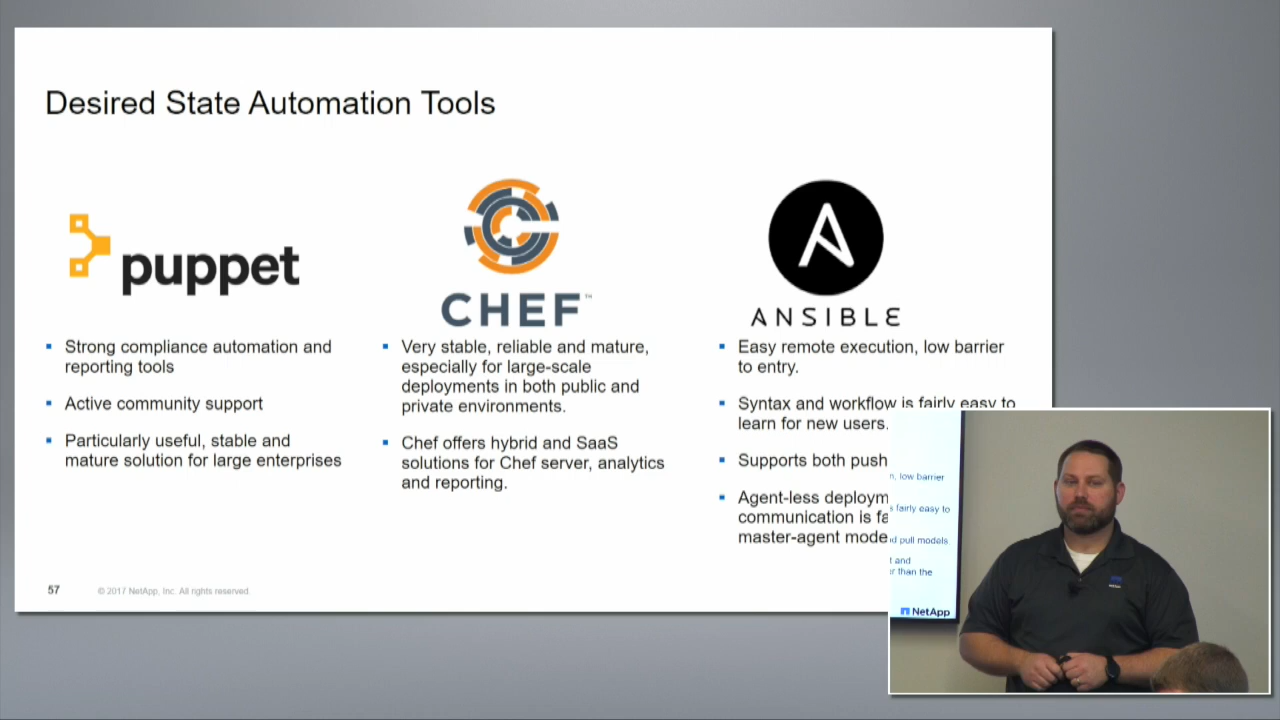 Desired State Automation Tools
puppet
Strong compliance automation and
reporting tools
Active community support
Particularly useful, stable and
mature solution for large enterprises
CHEF™
Very stable, reliable and mature,
especially for large-scale
deployments in both public and
private environments.
Chef offers hybrid and SaaS
solutions for Chef server, analytics
and reporting.
ANSIBLE
Easy remote execution, low barrier
to entry.
Syntax and workflow is fairly easy to
learn for new users.
Supports both push
Agent-less deploym
communication is fa
master-agent mode
57
© 2017 NetApp, Inc. All rights reserved.
n, low barrier
s fairly easy to
d pull models
t and
r than the
NetApp